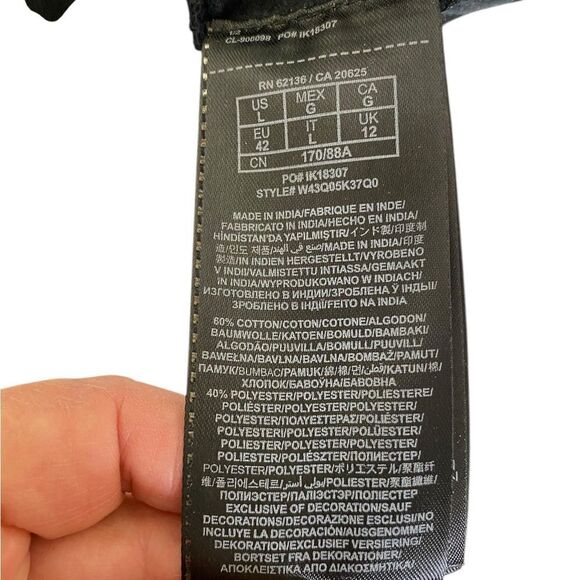 1/2
CL-900098 PO# IK18307
RN 62136 / CA 20625
US L MEX G CA G
EU 42 IT L UK 12
CN 170/88A
PO# IK18307
STYLE# W43Q05K37Q0
MADE IN INDIA/FABRIQUE EN INDE/
FABBRICATO IN INDIA/HECHO EN INDIA/
HİNDİSTAN'DA YAPILMIŞTIR/インド製/印度制
造/인도 제품/صنع في الهند/MADE IN INDIA/印度
製造/IN INDIEN HERGESTELLT/VYROBENO
V INDII/VALMISTETTU INTIASSA/GEMAAKT
IN INDIA/WYPRODUKOWANO W INDIACH/
ИЗГОТОВЛЕНО В ИНДИИ/ЗРОБЛЕНА Ў ІНДЫІ/
ЗРОБЛЕНО В ІНДІЇ/FEITO NA INDIA
60% COTTON/COTON/COTONE/ALGODON/
BAUMWOLLE/KATOEN/BOMULD/BAMBAKI/
ALGODÃO/PUUVILLA/BOMULL/PUUVILL/
BAWEŁNA/BAVLNA/BAVLNA/BOMBAŽ/PAMUT/
ПАМУК/BUMBAC/PAMUK/綿/棉/면/قطن/KATUN/棉/
ХЛОПОК/БАВОЎНА/БАВОВНА
40% POLYESTER/POLYESTER/POLIESTERE/
POLIÉSTER/POLYESTER/POLYESTER/
POLYESTER/ΠΟΛΥΕΣΤΕΡΑΣ/POLIÉSTER/
POLYESTERI/POLYESTER/POLÜESTER/
POLIESTER/POLYESTER/POLYESTER/
POLIESTER/POLIÉSZTER/ПОЛИЕСТЕР/
POLYESTER/POLYESTER/ポリエステル/聚酯纤
维/폴리에스테르/بولي أستر/POLIESTER/聚酯纖維/
ПОЛИЭСТЕР/ПАЛІЭСТЭР/ПОЛІЕСТЕР
EXCLUSIVE OF DECORATION/SAUF
DECORATIONS/DECORAZIONE ESCLUSI/NO
INCLUYE LA DECORACIÓN/AUSGENOMMEN
DEKORATION/EXCLUSIEF VERSIERING/
BORTSET FRA DEKORATIONER/
ΑΠΟΚΛΕΙΣΤΙΚΑ ΑΠΟ ΔΙΑΚΟΣΜΗΤΙΚΑ/